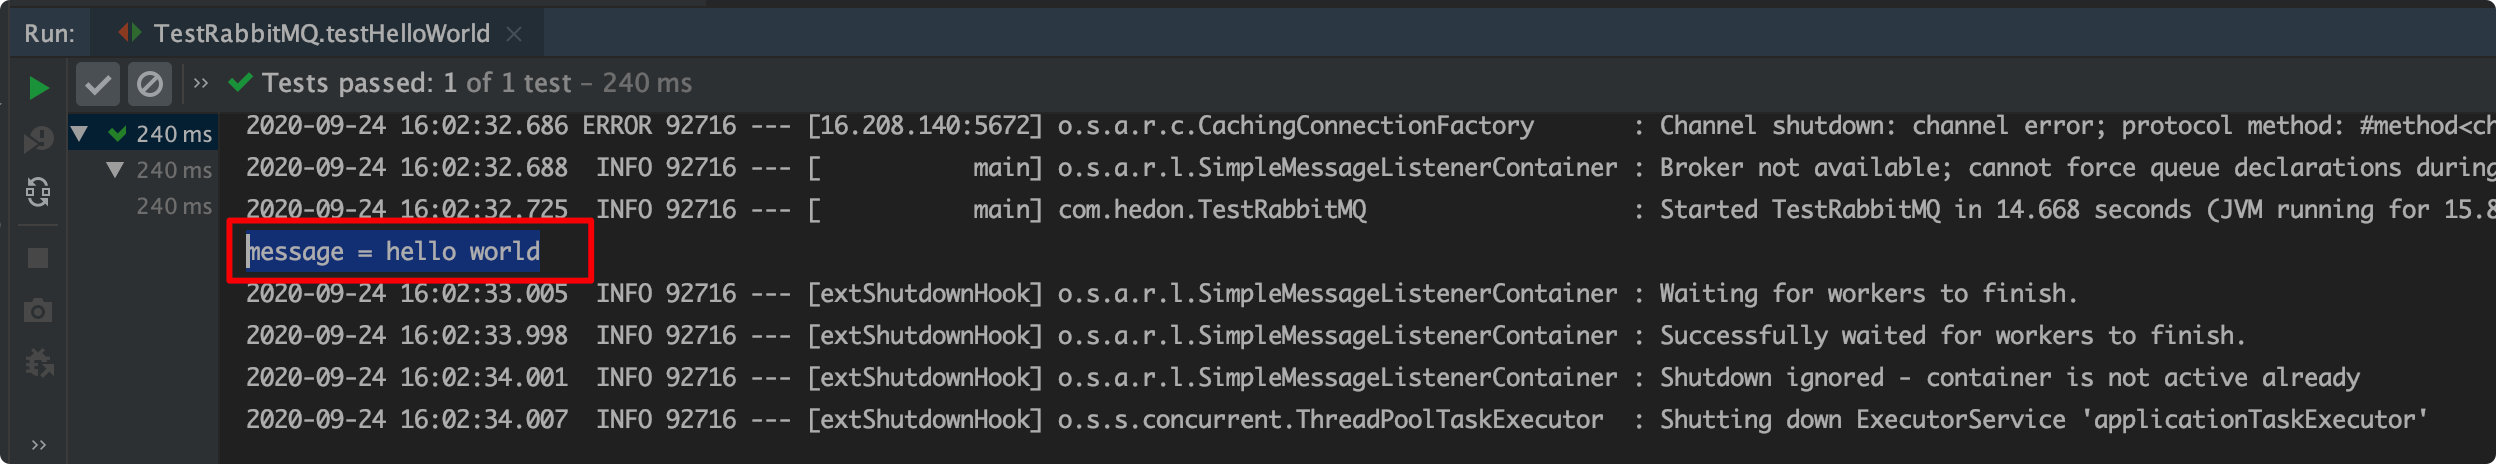 Run: TestRabbitMQ.testHelloWorld
Tests passed: 1 of 1 test – 240 ms
240 ms
240 ms
240 ms
2020-09-24 16:02:32.686 ERROR 92716 --- [16.208.140:5672] o.s.a.r.c.CachingConnectionFactory : Channel shutdown: channel error; protocol method: #method<ch
2020-09-24 16:02:32.688 INFO 92716 --- [ main] o.s.a.r.l.SimpleMessageListenerContainer : Broker not available; cannot force queue declarations during
2020-09-24 16:02:32.725 INFO 92716 --- [ main] com.hedon.TestRabbitMQ : Started TestRabbitMQ in 14.668 seconds (JVM running for 15.8
message = hello world
2020-09-24 16:02:33.005 INFO 92716 --- [extShutdownHook] o.s.a.r.l.SimpleMessageListenerContainer : Waiting for workers to finish.
2020-09-24 16:02:33.998 INFO 92716 --- [extShutdownHook] o.s.a.r.l.SimpleMessageListenerContainer : Successfully waited for workers to finish.
2020-09-24 16:02:34.001 INFO 92716 --- [extShutdownHook] o.s.a.r.l.SimpleMessageListenerContainer : Shutdown ignored - container is not active already
2020-09-24 16:02:34.007 INFO 92716 --- [extShutdownHook] o.s.s.concurrent.ThreadPoolTaskExecutor : Shutting down ExecutorService 'applicationTaskExecutor'